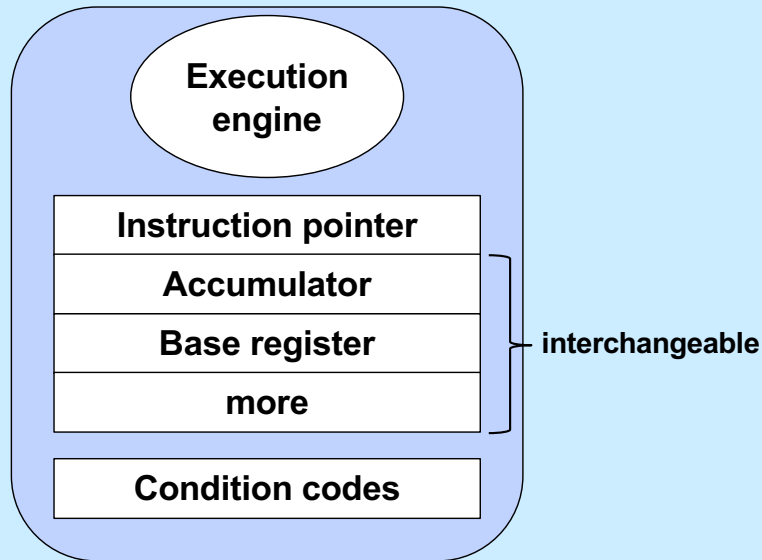 Execution
engine
Instruction pointer
Accumulator
Base register
interchangeable
more
Condition codes